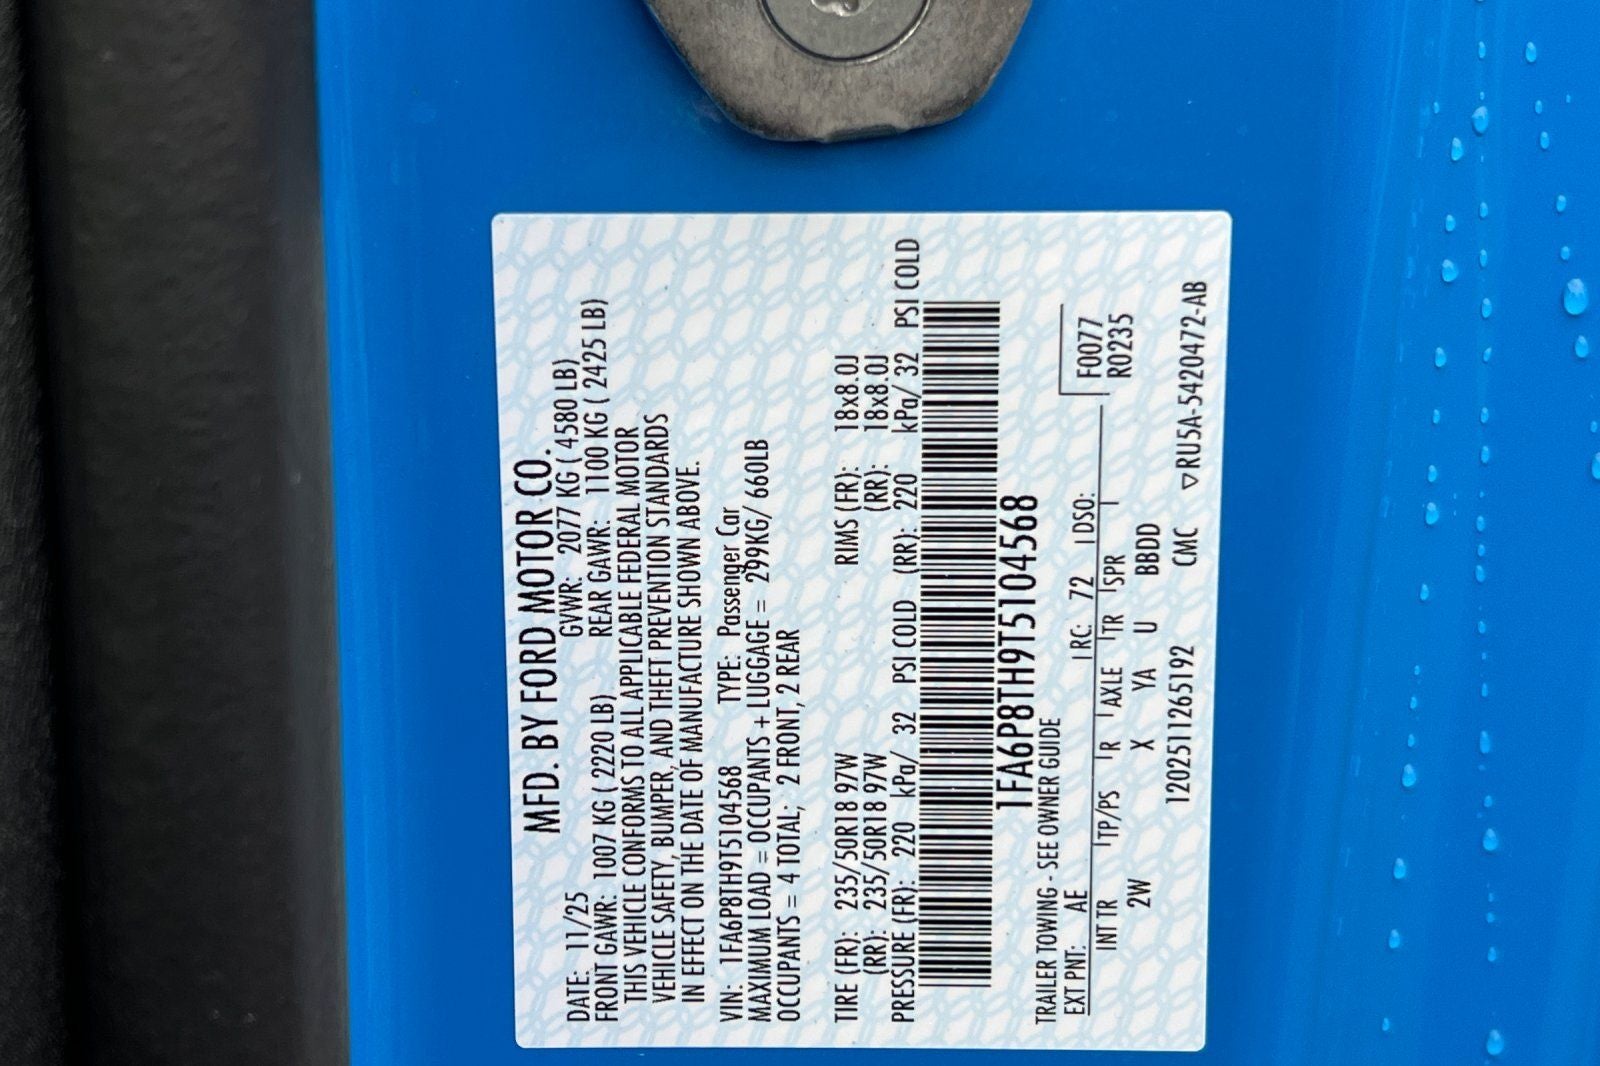 MFD. BY FORD MOTOR CO.
DATE: 11/25 GVWR: 2077 KG ( 4580 LB)
FRONT GAWR: 1007 KG ( 2220 LB) REAR GAWR: 1100 KG ( 2425 LB)
THIS VEHICLE CONFORMS TO ALL APPLICABLE FEDERAL MOTOR
VEHICLE SAFETY, BUMPER, AND THEFT PREVENTION STANDARDS
IN EFFECT ON THE DATE OF MANUFACTURE SHOWN ABOVE.
VIN: 1FA6P8TH9T5104568 TYPE: Passenger Car
MAXIMUM LOAD = OCCUPANTS + LUGGAGE = 299KG/ 660LB
OCCUPANTS = 4 TOTAL; 2 FRONT, 2 REAR
TIRE (FR): 235/50R18 97W RIMS (FR): 18x8.0J
(RR): 235/50R18 97W (RR): 18x8.0J
PRESSURE (FR): 220 kPa/ 32 PSI COLD (RR): 220 kPa/ 32 PSI COLD
1FA6P8TH9T5104568
TRAILER TOWING - SEE OWNER GUIDE
EXT PNT: AE RC: 72 DSO: F0077
R0235
INT TR TP/PS R AXLE TR SPR
2W X YA U BBDD
1202511265192 CMC ▽RU5A-5420472-AB